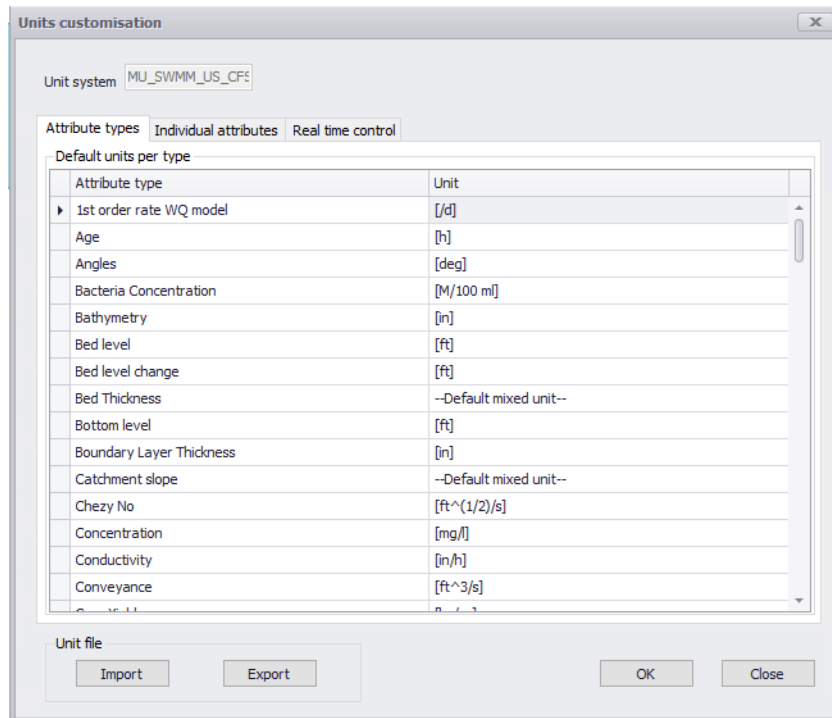 Units customisation
Unit system MU_SWMM_US_CFS
Attribute types Individual attributes Real time control
Default units per type
Attribute type Unit
1st order rate WQ model [/d]
Age [h]
Angles [deg]
Bacteria Concentration [M/100 ml]
Bathymetry [in]
Bed level [ft]
Bed level change [ft]
Bed Thickness --Default mixed unit--
Bottom level [ft]
Boundary Layer Thickness [in]
Catchment slope --Default mixed unit--
Chezy No [ft^(1/2)/s]
Concentration [mg/l]
Conductivity [in/h]
Conveyance [ft^3/s]
Unit file
Import Export OK Close